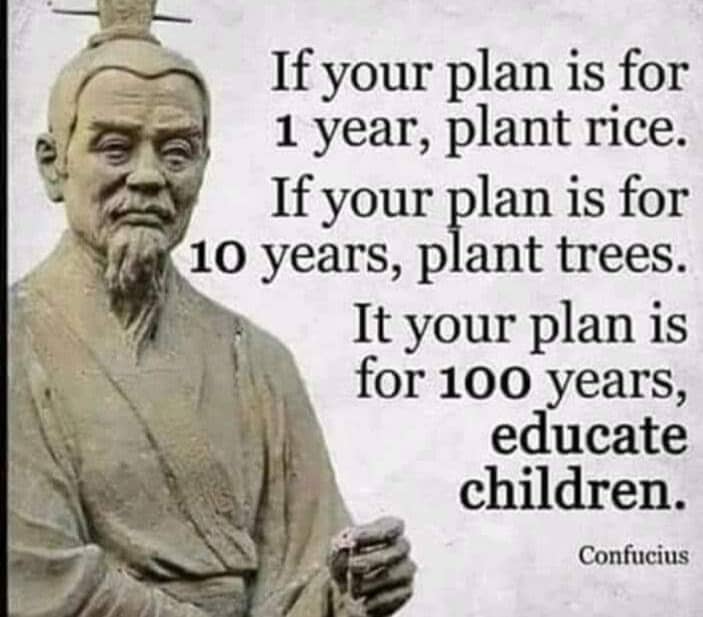 If your plan is for
1 year, plant rice.
If your plan is for
10 years, plant trees.
It your plan is
for 100 years,
educate
children.
Confucius